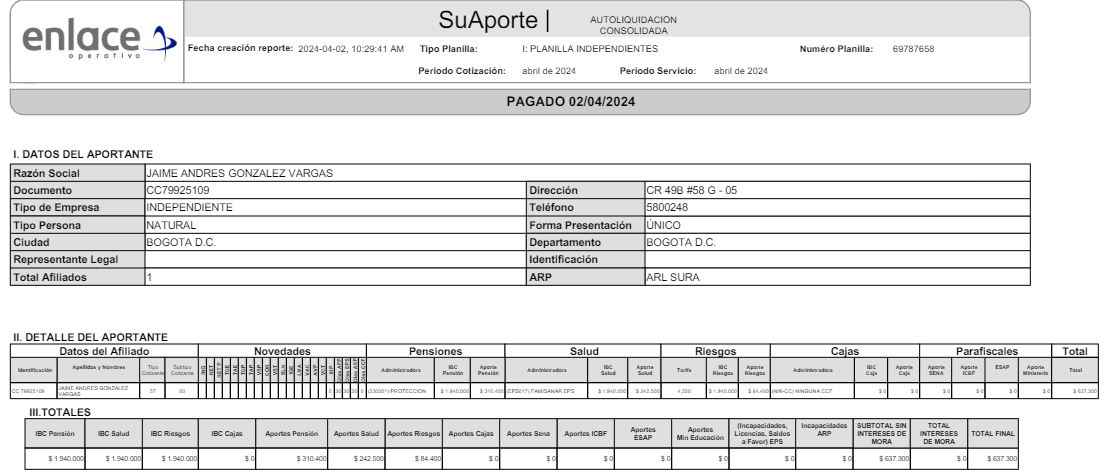 enlace
operativo
SuAporte |
AUTOLIQUIDACION
CONSOLIDADA
Fecha creación reporte: 2024-04-02, 10:29:41 AM Tipo Planilla: I: PLANILLA INDEPENDIENTES Numéro Planilla: 69787658
Período Cotización: abril de 2024 Período Servicio: abril de 2024
PAGADO 02/04/2024
I. DATOS DEL APORTANTE
Razón Social JAIME ANDRES GONZALEZ VARGAS
Documento CC79925109 Dirección CR 49B #58 G - 05
Tipo de Empresa INDEPENDIENTE Teléfono 5800248
Tipo Persona NATURAL Forma Presentación ÚNICO
Ciudad BOGOTA D.C. Departamento BOGOTA D.C.
Representante Legal Identificación
Total Afiliados 1 ARP ARL SURA
II. DETALLE DEL APORTANTE
Datos del Afiliado Novedades Pensiones Salud Riesgos Cajas Parafiscales Total
Identificación Apellidos y Nombres Tipo Cotizante Subtipo Cotizante Administradora IBC Pensión Aporte Pensión Administradora IBC Salud Aporte Salud Tarifa IBC Riesgos Aporte Riesgos Administradora IBC Caja Aporte Caja Aporte SENA Aporte ICBF ESAP Aporte Ministerio Total
CC 79925109 JAIME ANDRES GONZALEZ VARGAS 57 PROTECCION $ 1.940.000 $ 310.400 FAMISANAR EPS $ 1.940.000 $ 242.500 4.350 $ 1.940.000 $ 84.400 NINGUNA CCF $ 0 $ 0 $ 0 $ 0 $ 0 $ 0 $ 637.300
III.TOTALES
IBC Pensión IBC Salud IBC Riesgos IBC Cajas Aportes Pensión Aportes Salud Aportes Riesgos Aportes Cajas Aportes Sena Aportes ICBF Aportes ESAP Aportes Min Educación (Incapacidades, Licencias, Saldos a Favor) EPS Incapacidades ARP SUBTOTAL SIN INTERESES DE MORA TOTAL INTERESES DE MORA TOTAL FINAL
$ 1.940.000 $ 1.940.000 $ 1.940.000 $ 0 $ 310.400 $ 242.500 $ 84.400 $ 0 $ 0 $ 0 $ 0 $ 0 $ 0 $ 0 $ 637.300 $ 0 $ 637.300